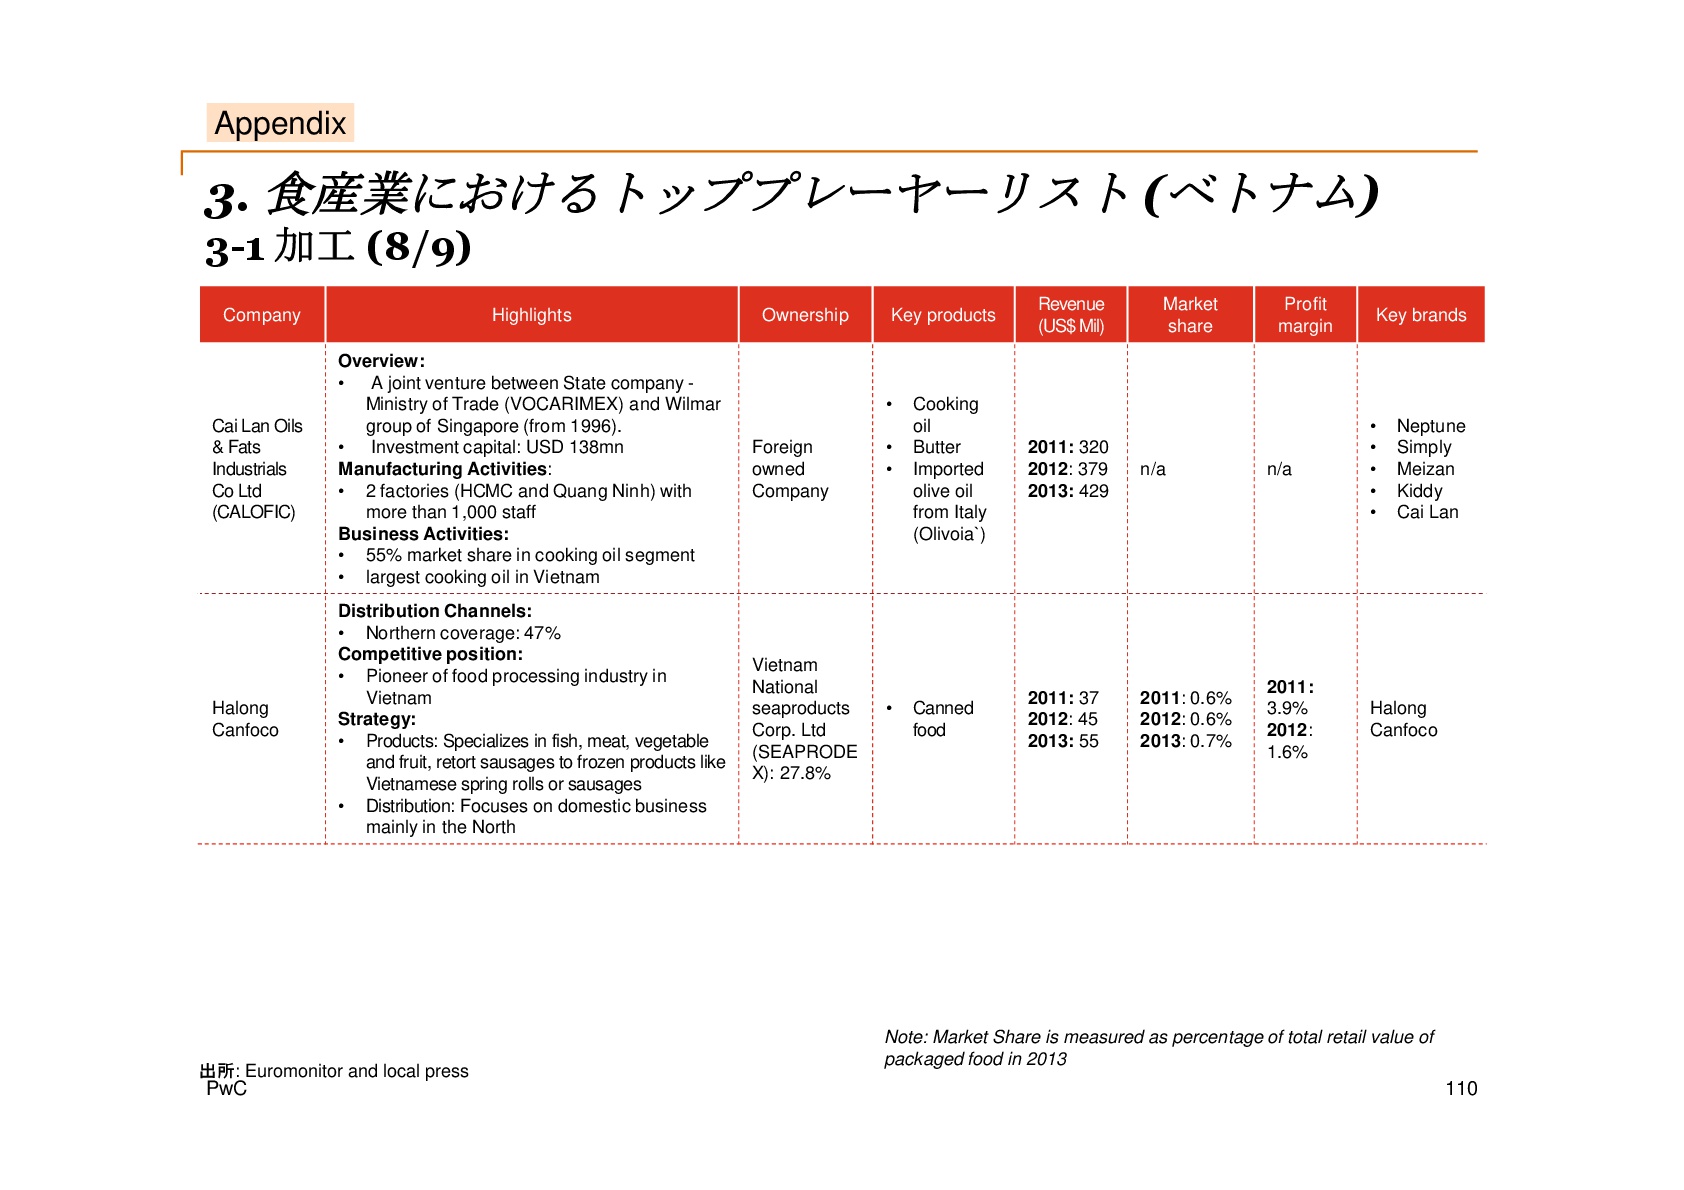 Appendix
3. 食産業におけるトッププレーヤーリスト(ベトナム)
3-1 加工 (8/9)
Company
Highlights
Ownership
Key products
Revenue
(US$ Mil)
Market
share
Profit
margin
Key brands
Cai Lan Oils
& Fats
Industrials
Co Ltd
(CALOFIC)
Overview:
• A joint venture between State company -
Ministry of Trade (VOCARIMEX) and Wilmar
group of Singapore (from 1996).
• Investment capital: USD 138mn
Manufacturing Activities:
• 2 factories (HCMC and Quang Ninh) with
more than 1,000 staff
Business Activities:
• 55% market share in cooking oil segment
• largest cooking oil in Vietnam
Foreign
owned
Company
• Cooking
oil
• Butter
• Imported
olive oil
from Italy
(Olivoia`)
2011: 320
2012: 379
2013: 429
n/a
n/a
• Neptune
• Simply
• Meizan
• Kiddy
• Cai Lan
Halong
Canfoco
Distribution Channels:
• Northern coverage: 47%
Competitive position:
• Pioneer of food processing industry in
Vietnam
Strategy:
• Products: Specializes in fish, meat, vegetable
and fruit, retort sausages to frozen products like
Vietnamese spring rolls or sausages
• Distribution: Focuses on domestic business
mainly in the North
Vietnam
National
seaproducts
Corp. Ltd
(SEAPRODE
X): 27.8%
• Canned
food
2011: 37
2012: 45
2013: 55
2011: 0.6%
2012: 0.6%
2013: 0.7%
2011:
3.9%
2012:
1.6%
Halong
Canfoco
Note: Market Share is measured as percentage of total retail value of
packaged food in 2013
出所: Euromonitor and local press
PwC
110